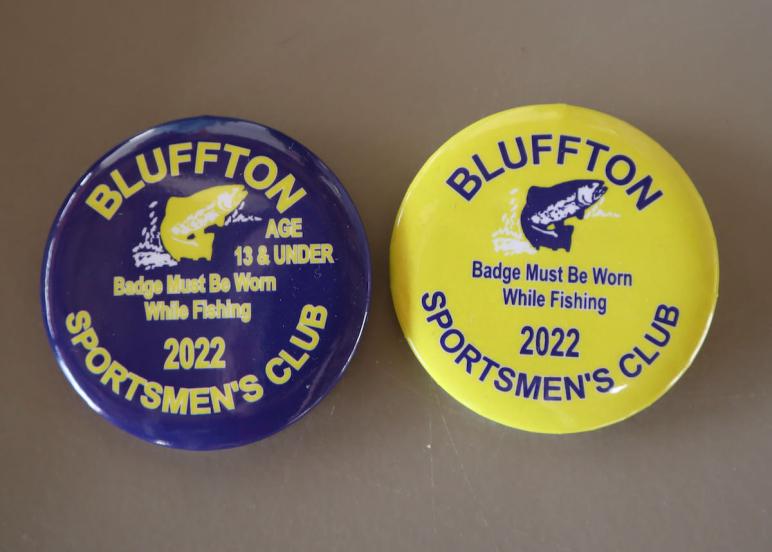 BLUFFTON
AGE
13 & UNDER
Badge Must Be Worn
While Fishing
2022
SPORTSMEN'S CLUB
BLUFFTON
Badge Must Be Worn
While Fishing
2022
SPORTSMEN'S CLUB